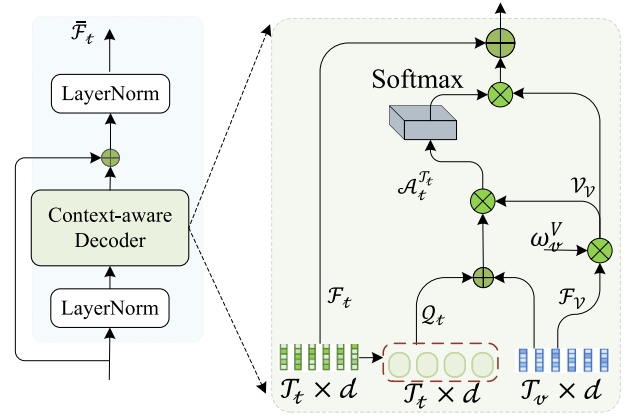 F̄_t
LayerNorm
Context-aware
Decoder
LayerNorm
Softmax
A_t^{T_t}
V_V
ω_v^V
F_t
Q_t
F_V
T_t × d
T_t × d
T_v × d